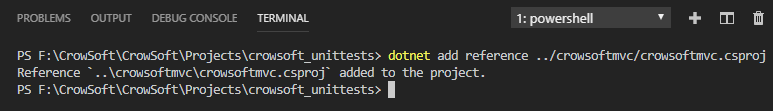 PROBLEMS OUTPUT DEBUG CONSOLE TERMINAL 1: powershell
PS F:\CrowSoft\CrowSoft\Projects\crowsoft_unittests> dotnet add reference ../crowsoftmvc/crowsoftmvc.csproj
Reference `..\crowsoftmvc\crowsoftmvc.csproj` added to the project.
PS F:\CrowSoft\CrowSoft\Projects\crowsoft_unittests>